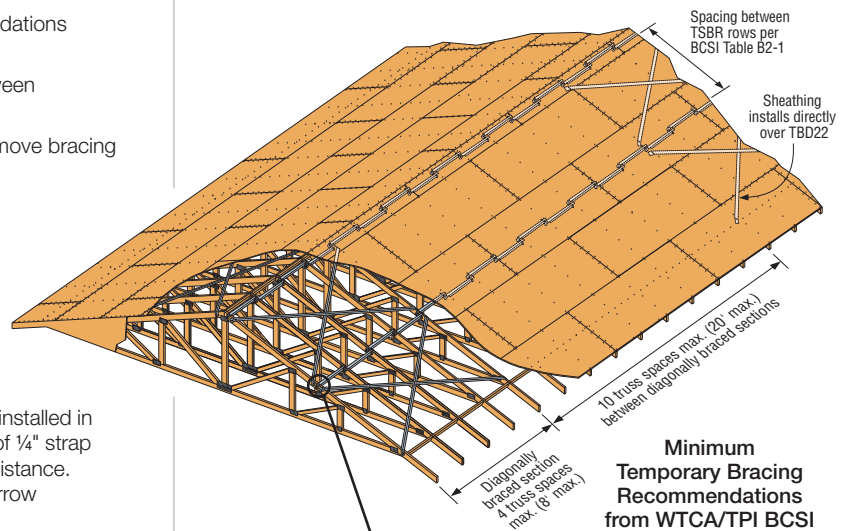 dations
veen
move bracing
installed in
of ¼" strap
istance.
rrow
Spacing between
TSBR rows per
BCSI Table B2-1
Sheathing
installs directly
over TBD22
10 truss spaces max. (20' max.)
between diagonally braced sections
Diagonally
braced section
4 truss spaces
max. (8' max.)
Minimum
Temporary Bracing
Recommendations
from WTCA/TPI BCSI